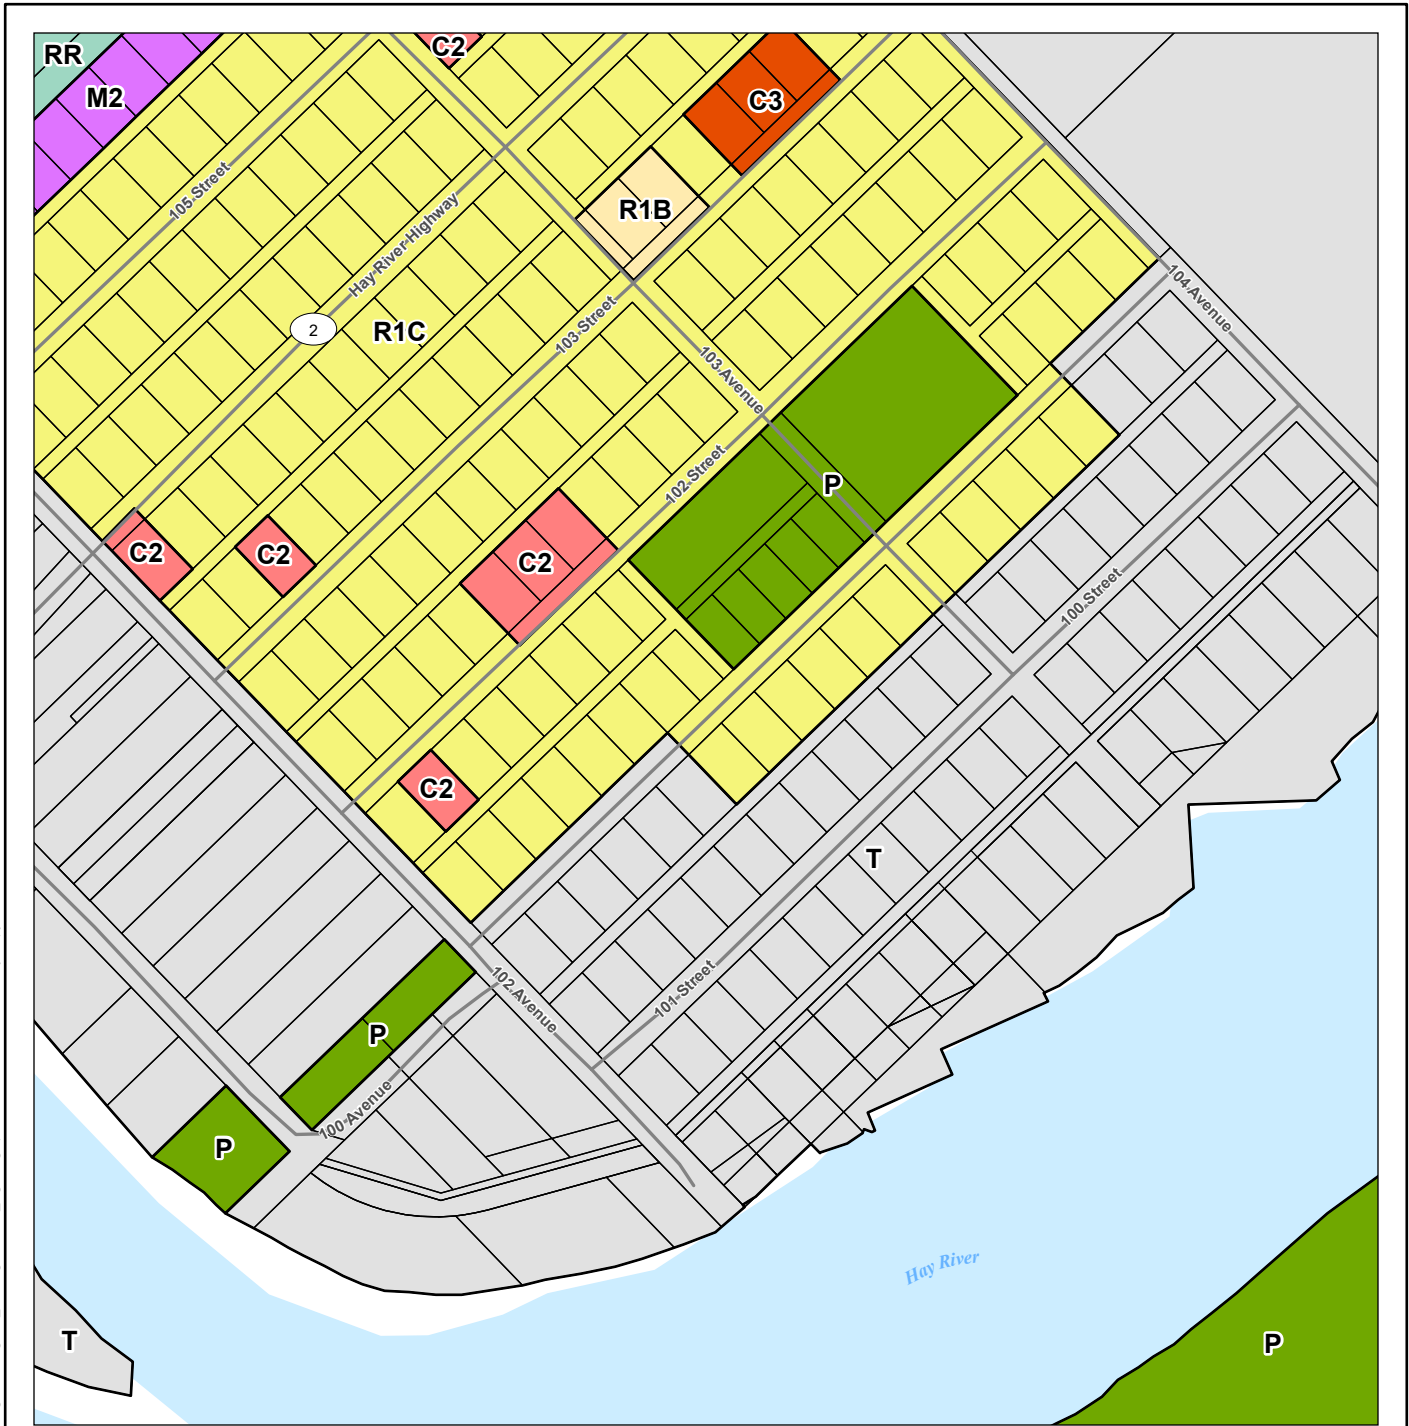 RR
C2
M2
C3
105 Street
R1B
Hay River Highway
104 Avenue
2
R1C
103 Street
103 Avenue
102 Street
P
C2
C2
C2
100 Street
C2
T
102 Avenue
101 Street
P
100 Avenue
P
Hay River
T
P